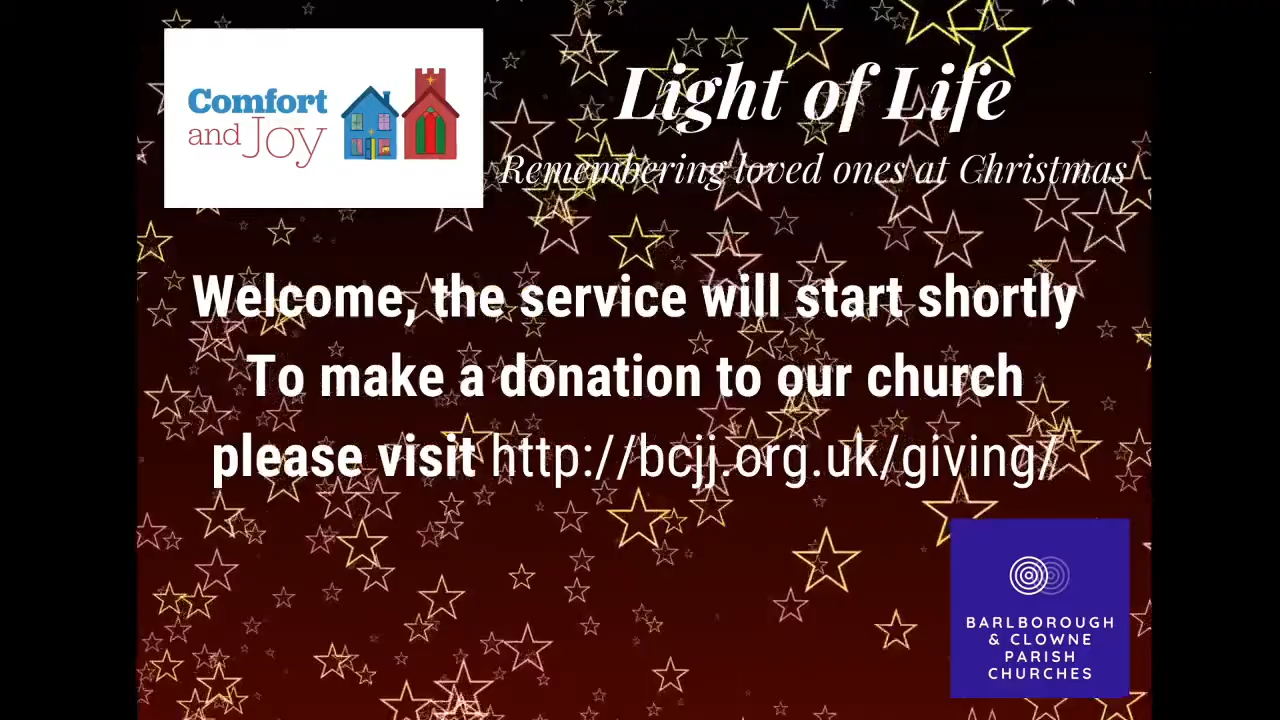 Comfort
and Joy
Light of Life
Remembering loved ones at Christmas
Welcome, the service will start shortly
To make a donation to our church
please visit http://bcjj.org.uk/giving/
BARLBOROUGH
& CLOWNE
PARISH
CHURCHES